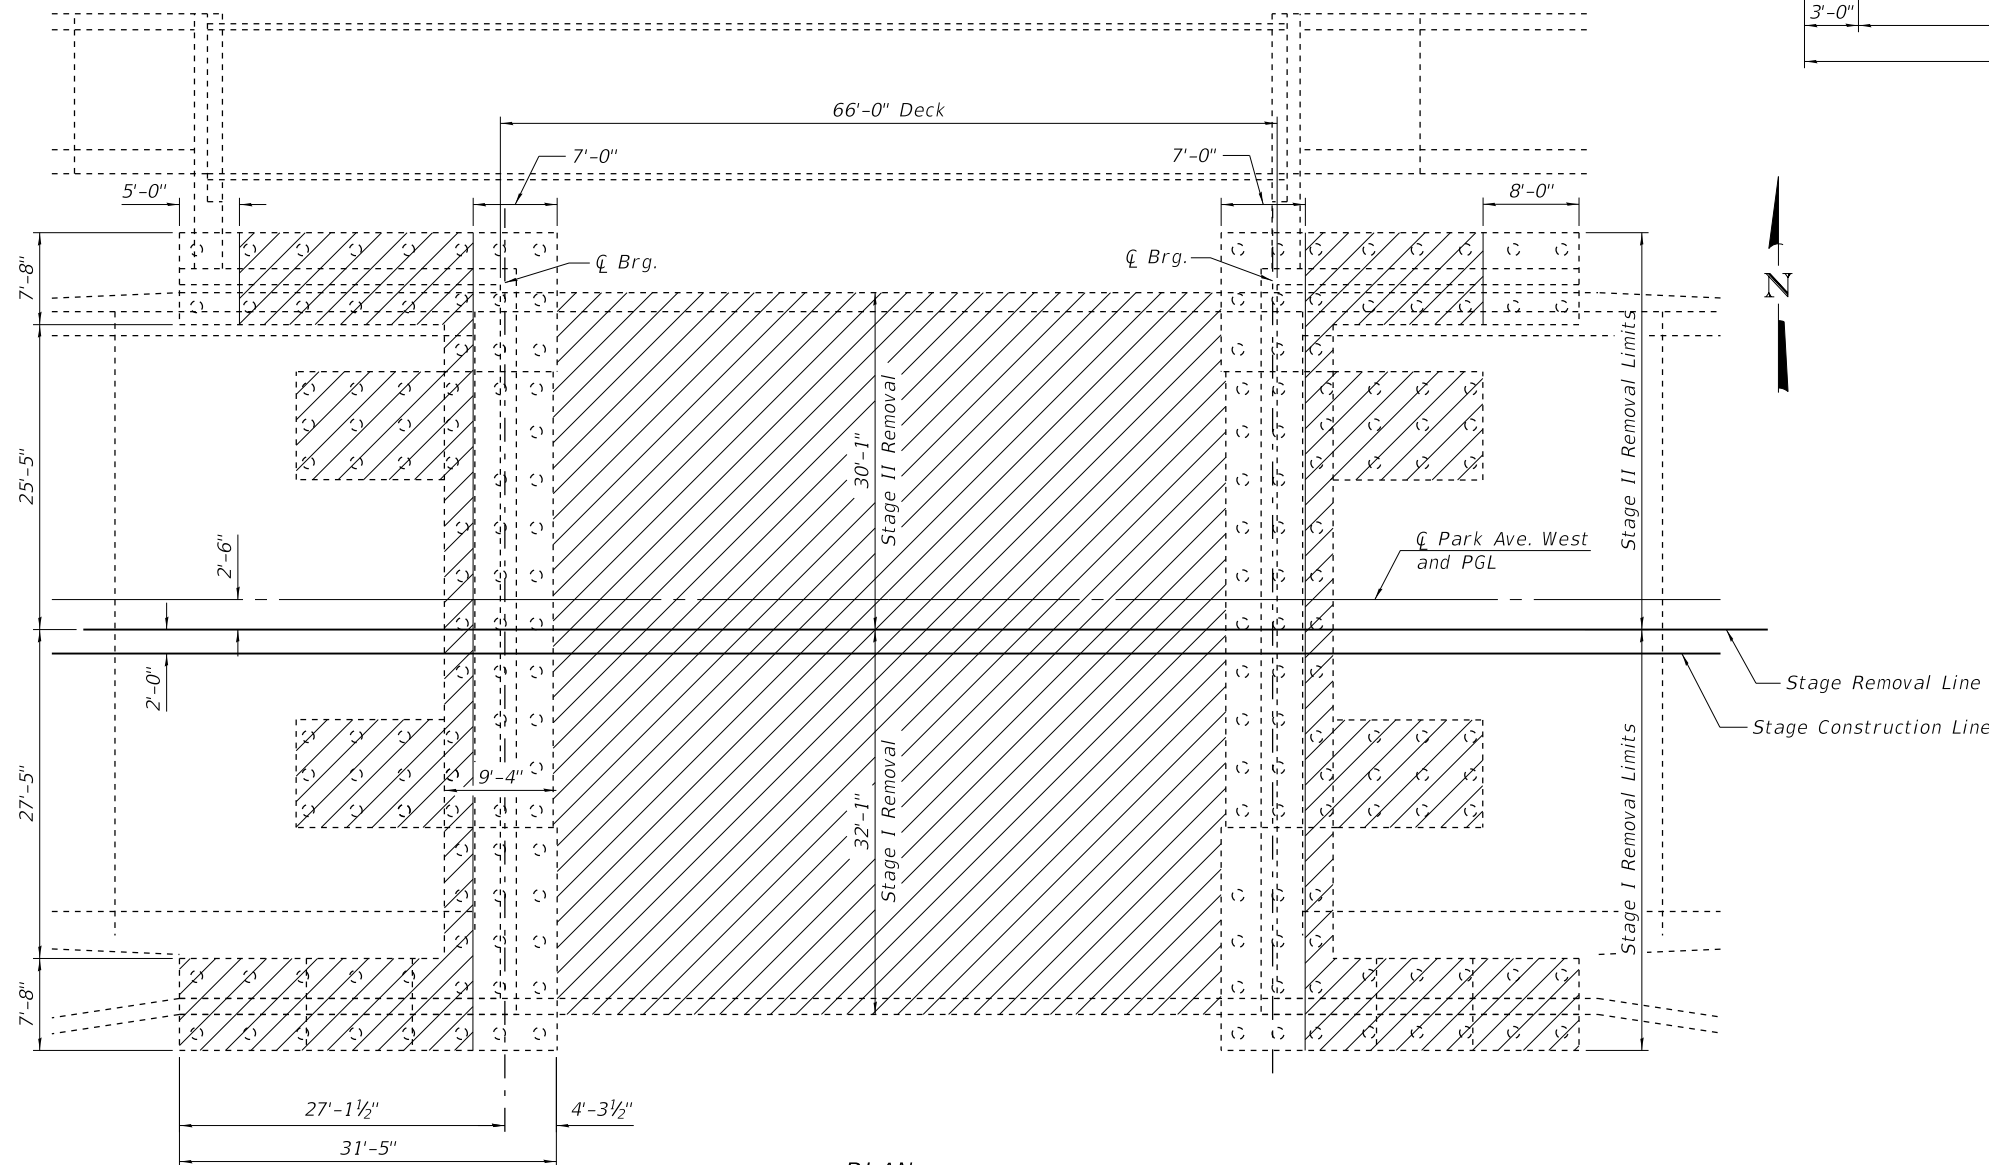 3'-0"
66'-0" Deck
7'-0"
7'-0"
5'-0"
8'-0"
℄ Brg.
℄ Brg.
7'-8"
25'-5"
30'-1"
Stage II Removal
Stage II Removal Limits
N
2'-6"
℄ Park Ave. West
and PGL
2'-0"
Stage Removal Line
Stage Construction Line
27'-5"
9'-4"
32'-1"
Stage I Removal
Stage I Removal Limits
7'-8"
27'-1½"
4'-3½"
31'-5"
PLAN